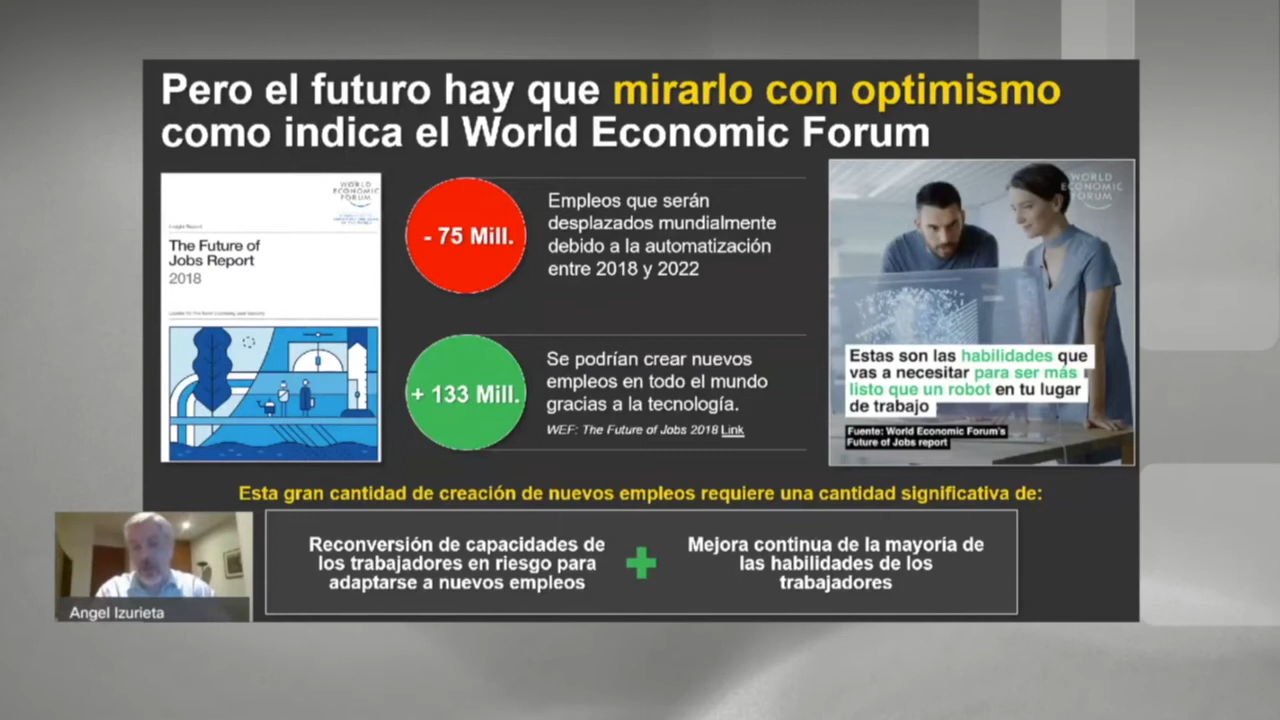 Pero el futuro hay que mirarlo con optimismo
como indica el World Economic Forum
WORLD
ECONOMIC
FORUM
Insight Report
The Future of
Jobs Report
2018
- 75 Mill.
Empleos que serán
desplazados mundialmente
debido a la automatización
entre 2018 y 2022
+ 133 Mill.
Se podrían crear nuevos
empleos en todo el mundo
gracias a la tecnología.
WEF: The Future of Jobs 2018 Link
WORLD
ECONOMIC
FORUM
Estas son las habilidades que
vas a necesitar para ser más
listo que un robot en tu lugar
de trabajo
Fuente: World Economic Forum's
Future of Jobs report
Esta gran cantidad de creación de nuevos empleos requiere una cantidad significativa de:
Reconversión de capacidades de
los trabajadores en riesgo para
adaptarse a nuevos empleos
Mejora continua de la mayoría de
las habilidades de los
trabajadores
Angel Izurieta